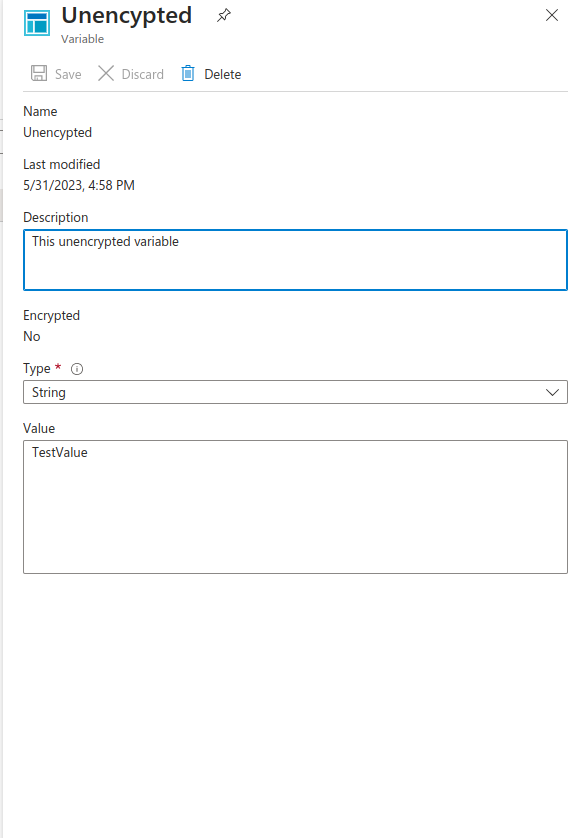 Unencypted
Variable
Save Discard Delete
Name
Unencypted
Last modified
5/31/2023, 4:58 PM
Description
This unencrypted variable
Encrypted
No
Type *
String
Value
TestValue